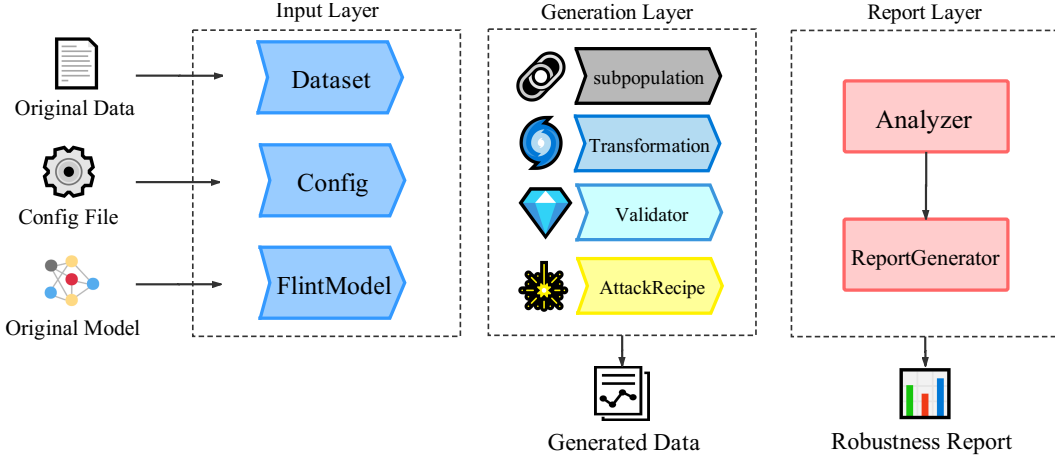 Input Layer
Generation Layer
Report Layer
Original Data
Dataset
Config File
Config
Original Model
FlintModel
subpopulation
Transformation
Validator
AttackRecipe
Generated Data
Analyzer
ReportGenerator
Robustness Report